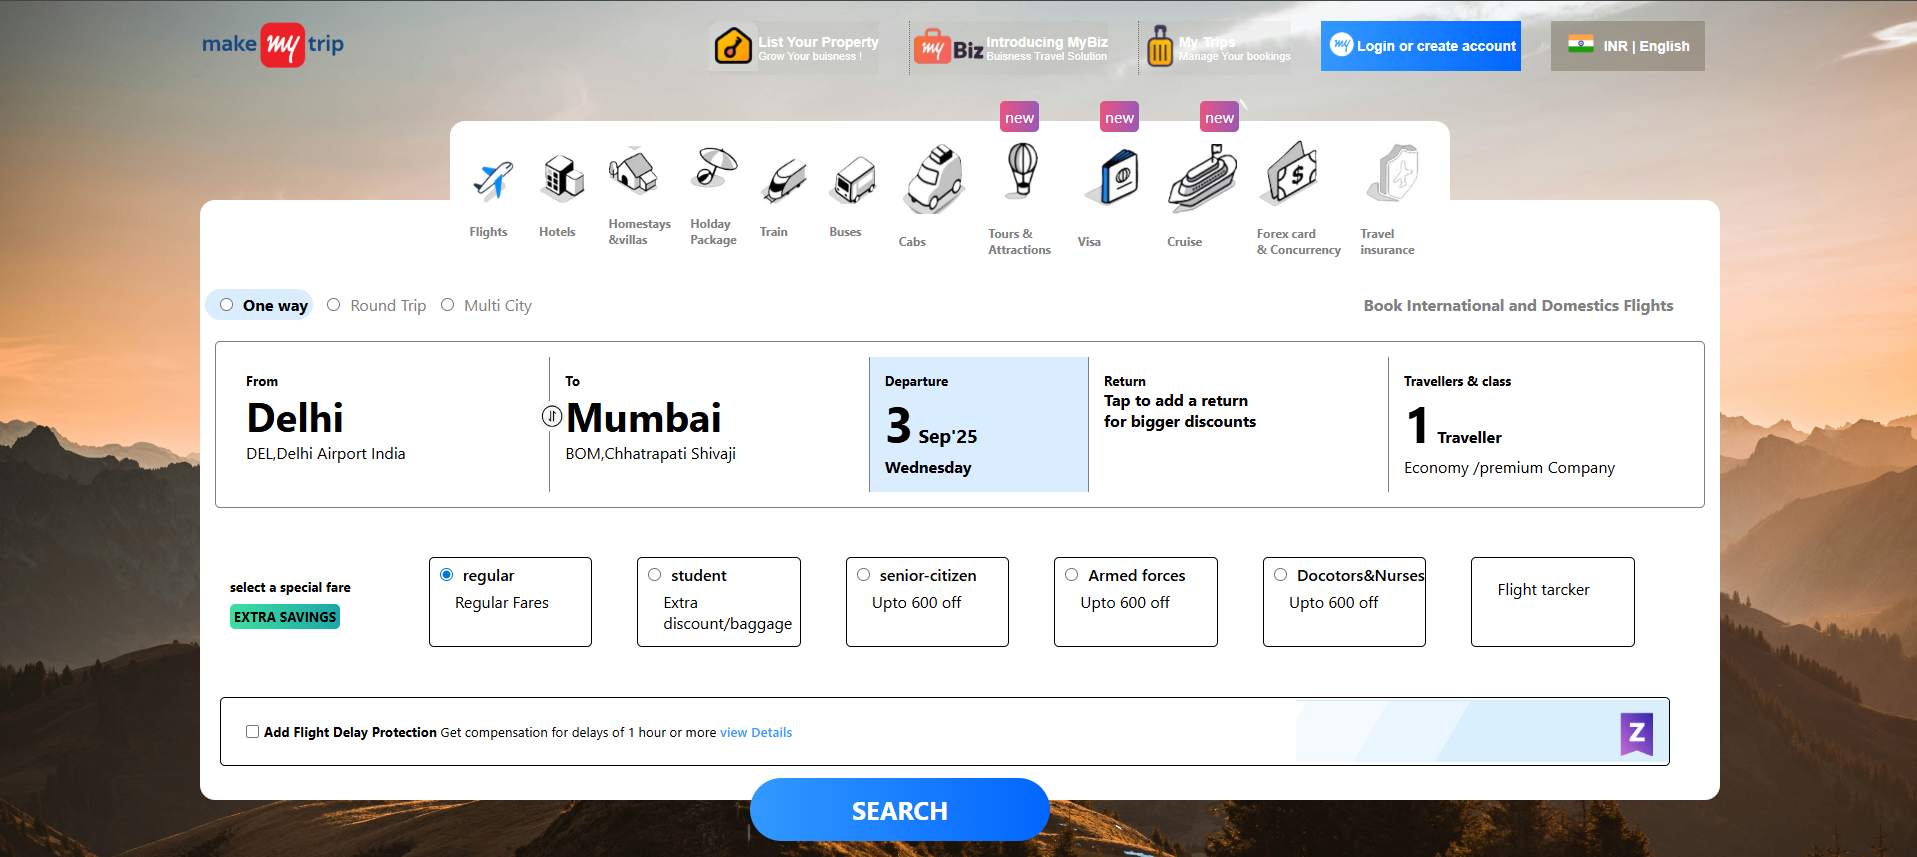 make my trip
List Your Property
Grow Your buisness !
my Biz
Introducing MyBiz
Buisness Travel Solution
My Trips
Manage Your bookings
my Login or create account
INR | English
new
new
new
Flights
Hotels
Homestays
&villas
Holday
Package
Train
Buses
Cabs
Tours &
Attractions
Visa
Cruise
Forex card
& Concurrency
Travel
insurance
One way
Round Trip
Multi City
Book International and Domestics Flights
From
Delhi
DEL,Delhi Airport India
To
Mumbai
BOM,Chhatrapati Shivaji
Departure
3 Sep'25
Wednesday
Return
Tap to add a return
for bigger discounts
Travellers & class
1 Traveller
Economy /premium Company
select a special fare
EXTRA SAVINGS
regular
Regular Fares
student
Extra
discount/baggage
senior-citizen
Upto 600 off
Armed forces
Upto 600 off
Docotors&Nurses
Upto 600 off
Flight tarcker
Add Flight Delay Protection Get compensation for delays of 1 hour or more view Details
Z
SEARCH